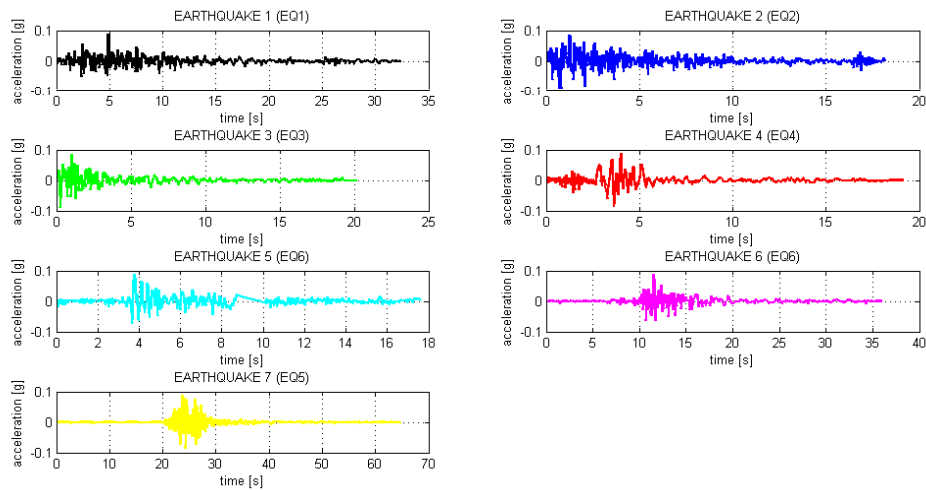 EARTHQUAKE 1 (EQ1)
acceleration [g]
0.1
0
-0.1
0 5 10 15 20 25 30 35
time [s]
EARTHQUAKE 2 (EQ2)
acceleration [g]
0.1
0
-0.1
0 5 10 15 20
time [s]
EARTHQUAKE 3 (EQ3)
acceleration [g]
0.1
0
-0.1
0 5 10 15 20 25
time [s]
EARTHQUAKE 4 (EQ4)
acceleration [g]
0.1
0
-0.1
0 5 10 15 20
time [s]
EARTHQUAKE 5 (EQ6)
acceleration [g]
0.1
0
-0.1
0 2 4 6 8 10 12 14 16 18
time [s]
EARTHQUAKE 6 (EQ6)
acceleration [g]
0.1
0
-0.1
0 5 10 15 20 25 30 35 40
time [s]
EARTHQUAKE 7 (EQ5)
acceleration [g]
0.1
0
-0.1
0 10 20 30 40 50 60 70
time [s]